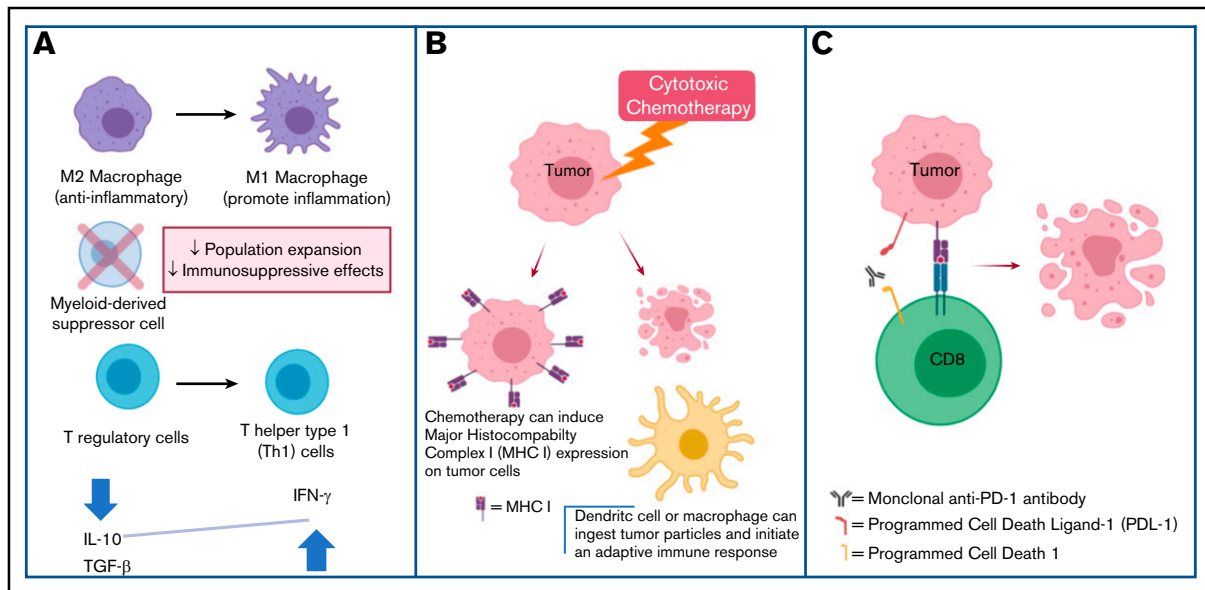 A
M2 Macrophage
(anti-inflammatory)
M1 Macrophage
(promote inflammation)
↓ Population expansion
↓ Immunosuppressive effects
Myeloid-derived
suppressor cell
T regulatory cells
T helper type 1
(Th1) cells
IL-10
TGF-β
IFN-γ
B
Cytotoxic
Chemotherapy
Tumor
Chemotherapy can induce
Major Histocompabilty
Complex I (MHC I) expression
on tumor cells
= MHC I
Dendritc cell or macrophage can
ingest tumor particles and initiate
an adaptive immune response
C
Tumor
CD8
= Monclonal anti-PD-1 antibody
= Programmed Cell Death Ligand-1 (PDL-1)
= Programmed Cell Death 1